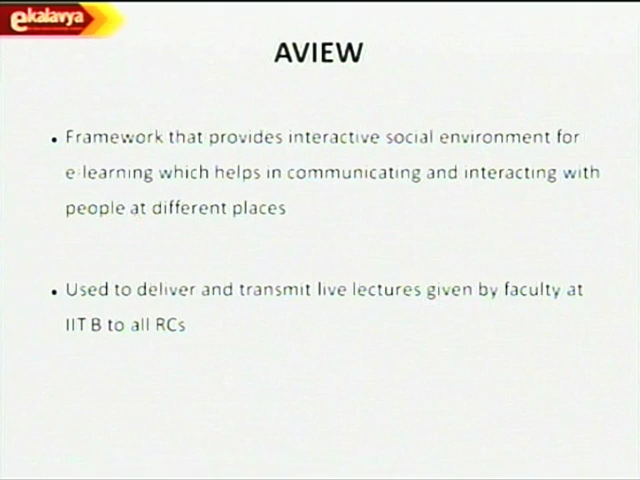 ekalavya
AVIEW
• Framework that provides interactive social environment for
e-learning which helps in communicating and interacting with
people at different places
• Used to deliver and transmit live lectures given by faculty at
IIT B to all RCs